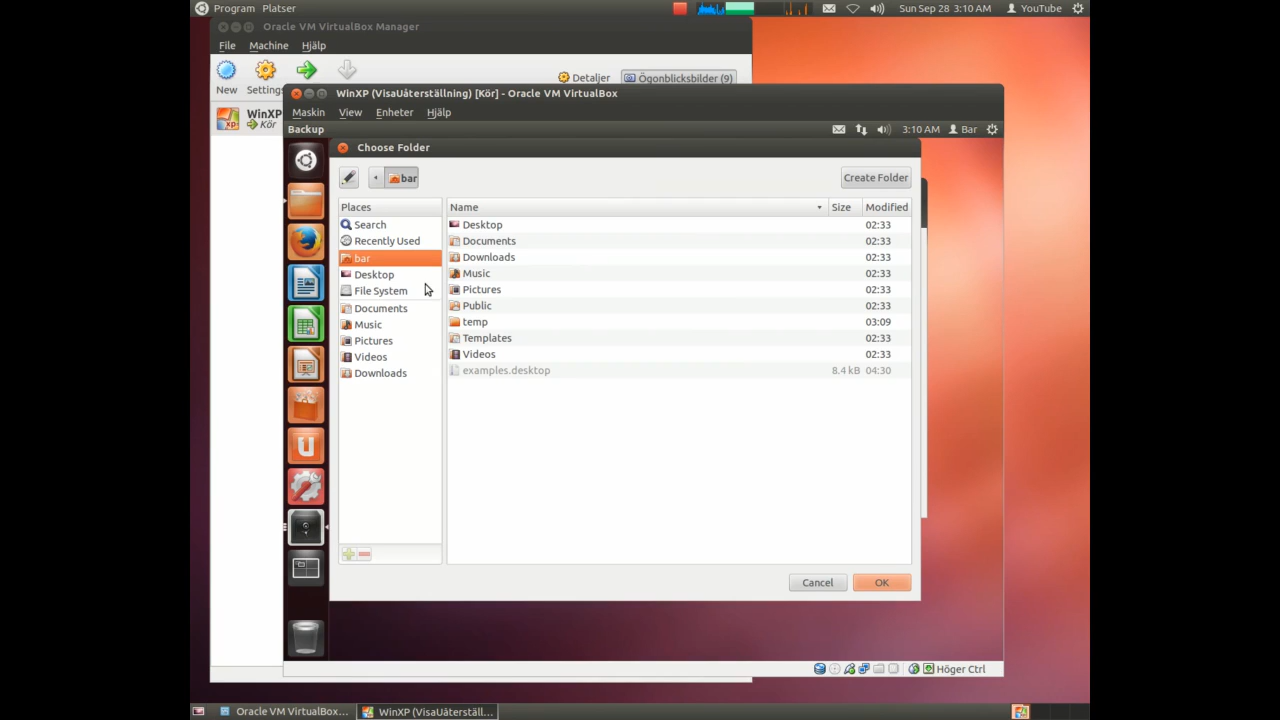 Program Platser Sun Sep 28 3:10 AM YouTube
Oracle VM VirtualBox Manager
File Machine Hjälp
Detaljer Ögonblicksbilder (9)
New Settings
WinXP (VisaUåterställning) [Kör] - Oracle VM VirtualBox
Maskin View Enheter Hjälp
WinXP
Kör
Backup 3:10 AM Bar
Choose Folder
bar Create Folder
Places Name Size Modified
Search Desktop 02:33
Recently Used Documents 02:33
bar Downloads 02:33
Desktop Music 02:33
File System Pictures 02:33
Documents Public 02:33
Music temp 03:09
Pictures Templates 02:33
Videos Videos 02:33
Downloads examples.desktop 8.4 kB 04:30
Cancel OK
Höger Ctrl
Oracle VM VirtualBox... WinXP (VisaUåterställ...